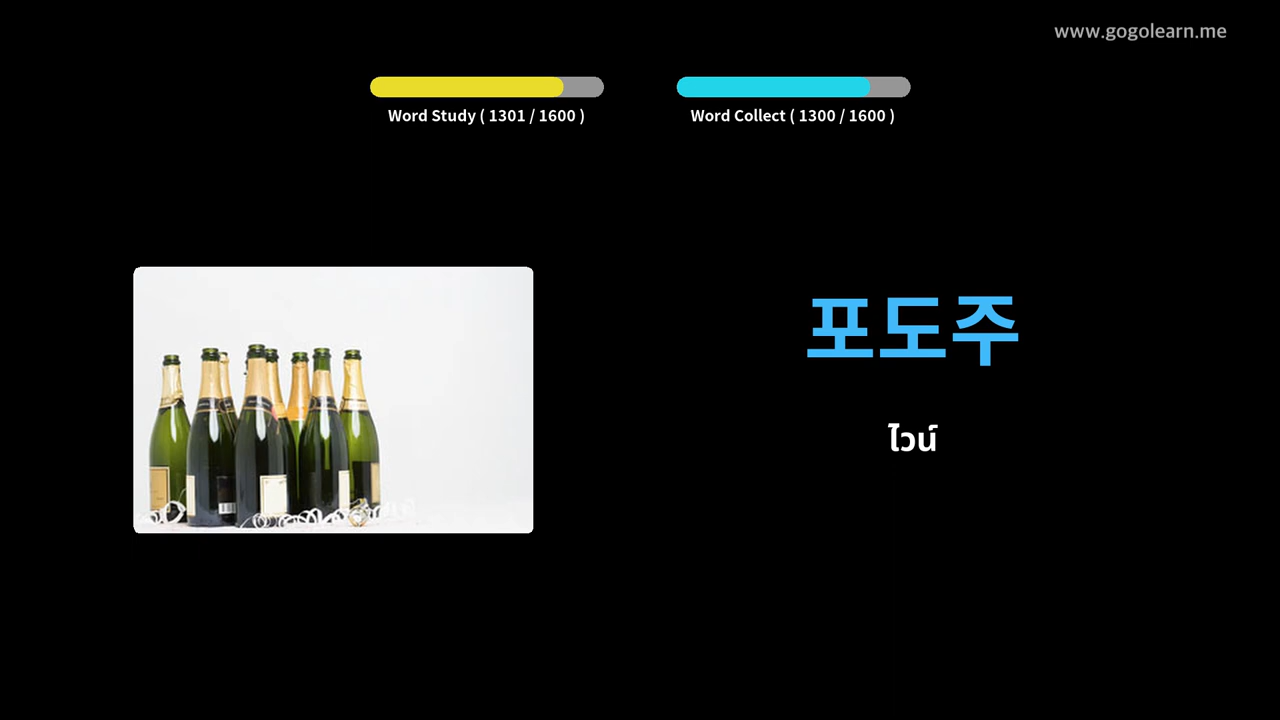 www.gogolearn.me
Word Study ( 1301 / 1600 )
Word Collect ( 1300 / 1600 )
포도주
ไวน์